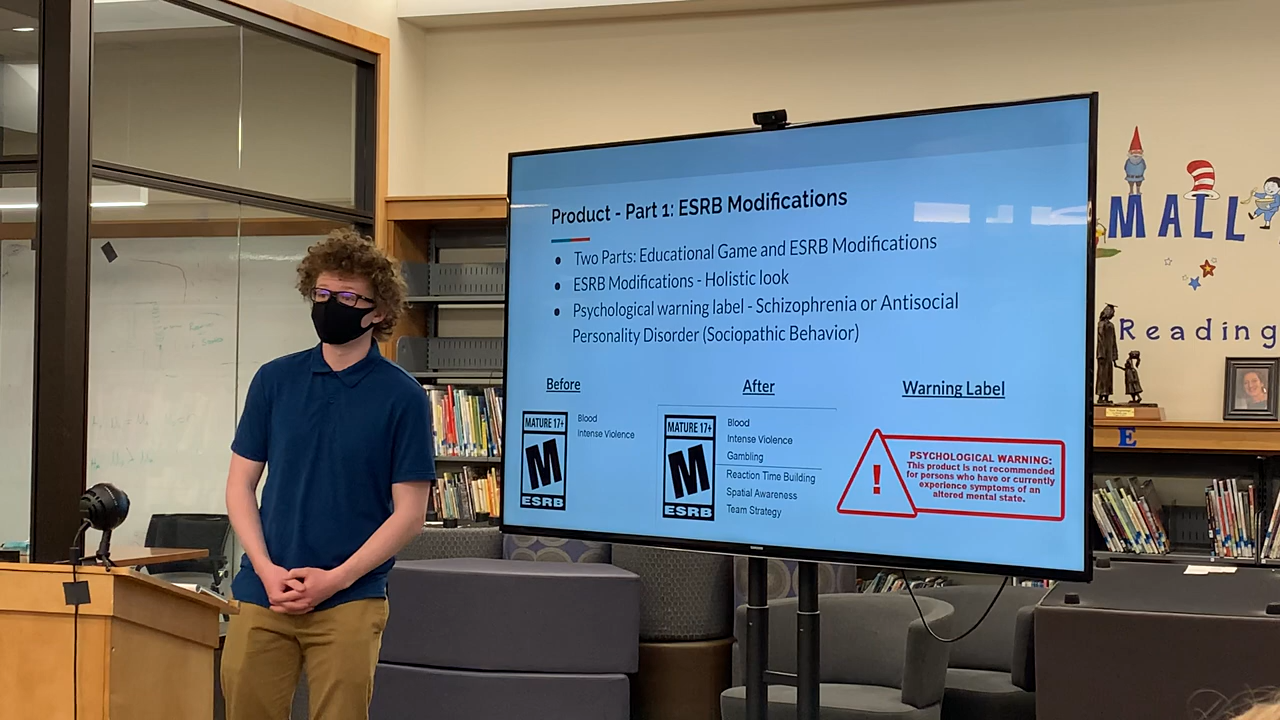 Product - Part 1: ESRB Modifications
• Two Parts: Educational Game and ESRB Modifications
• ESRB Modifications - Holistic look
• Psychological warning label - Schizophrenia or Antisocial
Personality Disorder (Sociopathic Behavior)
Before
MATURE 17+
M
ESRB
Blood
Intense Violence
After
MATURE 17+
M
ESRB
Blood
Intense Violence
Gambling
Reaction Time Building
Spatial Awareness
Team Strategy
Warning Label
!
PSYCHOLOGICAL WARNING:
This product is not recommended
for persons who have or currently
experience symptoms of an
altered mental state.
SAMSUNG
MALL
Reading
E